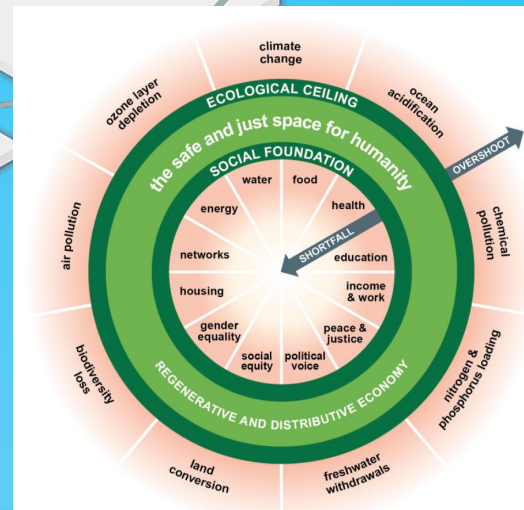 climate
change
ocean
acidification
chemical
pollution
nitrogen &
phosphorus loading
freshwater
withdrawals
land
conversion
biodiversity
loss
air pollution
ozone layer
depletion
OVERSHOOT
ECOLOGICAL CEILING
the safe and just space for humanity
SOCIAL FOUNDATION
water
food
health
SHORTFALL
education
income
& work
peace &
justice
political
voice
social
equity
gender
equality
housing
networks
energy
REGENERATIVE AND DISTRIBUTIVE ECONOMY